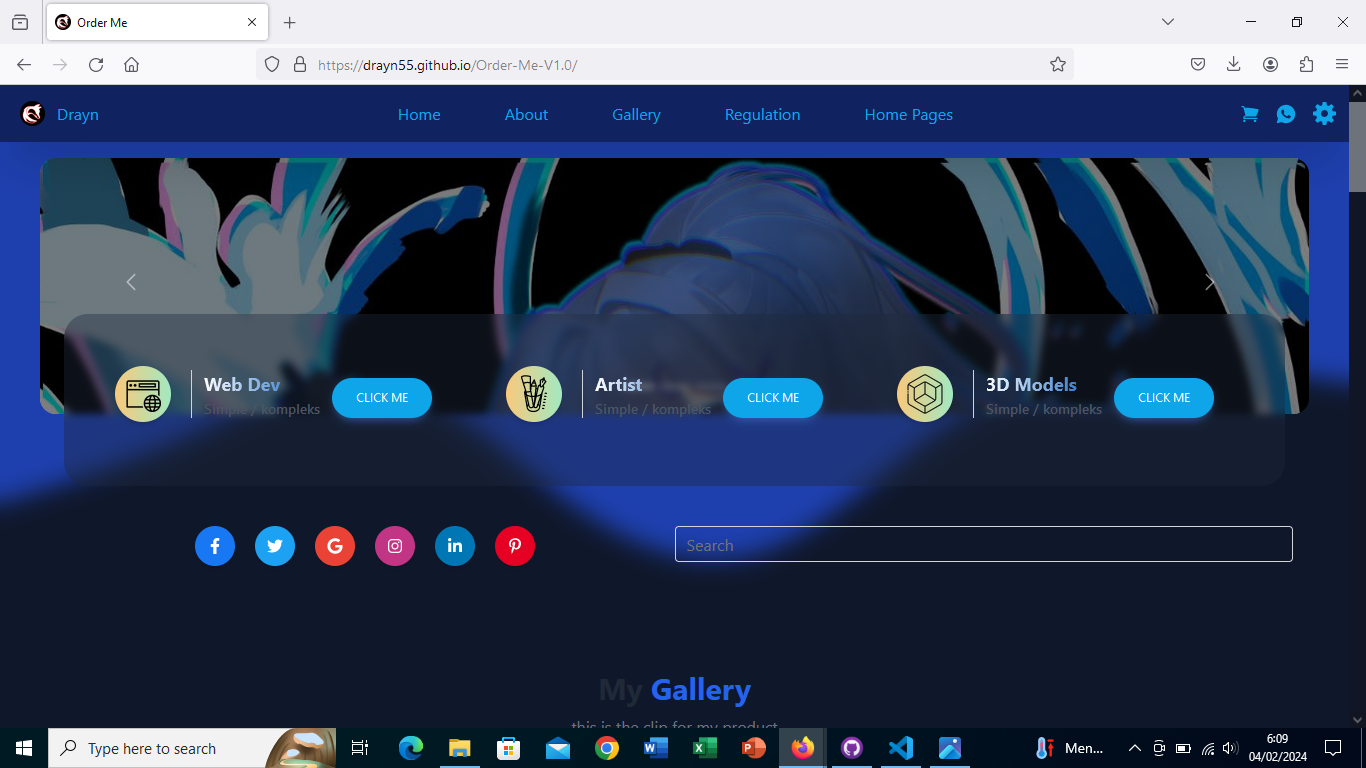 Order Me
https://drayn55.github.io/Order-Me-V1.0/
Drayn Home About Gallery Regulation Home Pages
Web Dev
Simple / kompleks
CLICK ME
Artist
Simple / kompleks
CLICK ME
3D Models
Simple / kompleks
CLICK ME
Search
My Gallery
this is the clip for my product
Type here to search
Men...
6:09
04/02/2024